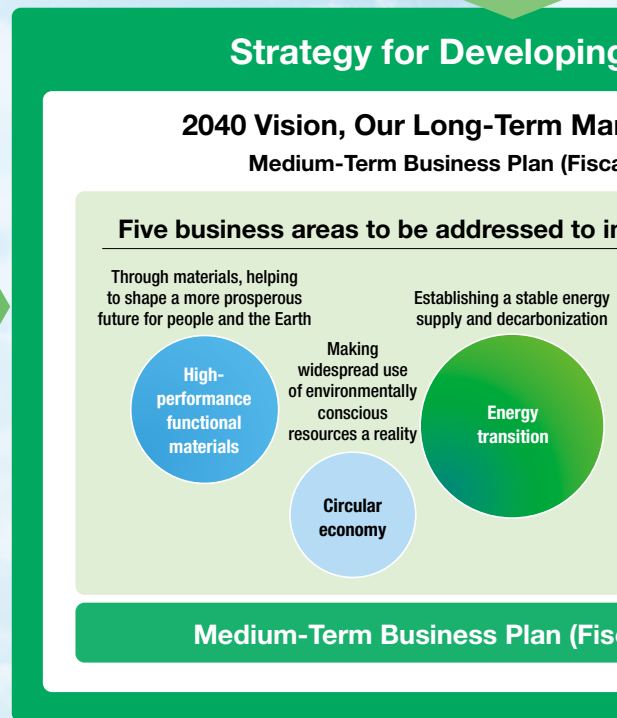 Strategy for Developing
2040 Vision, Our Long-Term Mar
Medium-Term Business Plan (Fisca
Five business areas to be addressed to in
Through materials, helping
to shape a more prosperous
future for people and the Earth
High-
performance
functional
materials
Making
widespread use
of environmentally
conscious
resources a reality
Circular
economy
Establishing a stable energy
supply and decarbonization
Energy
transition
Medium-Term Business Plan (Fisc